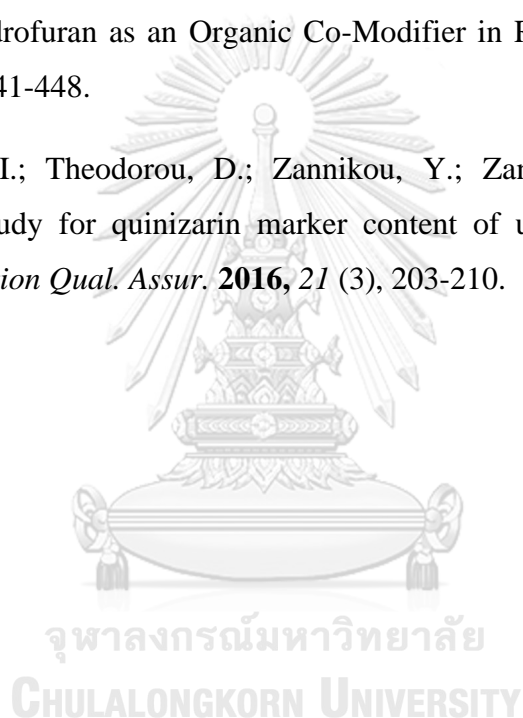 drofuran as an Organic Co-Modifier in
41-448.
I.; Theodorou, D.; Zannikou, Y.; Zan
udy for quinizarin marker content of u
ion Qual. Assur. 2016, 21 (3), 203-210.
จุฬาลงกรณ์มหาวิทยาลัย
CHULALONGKORN UNIVERSITY